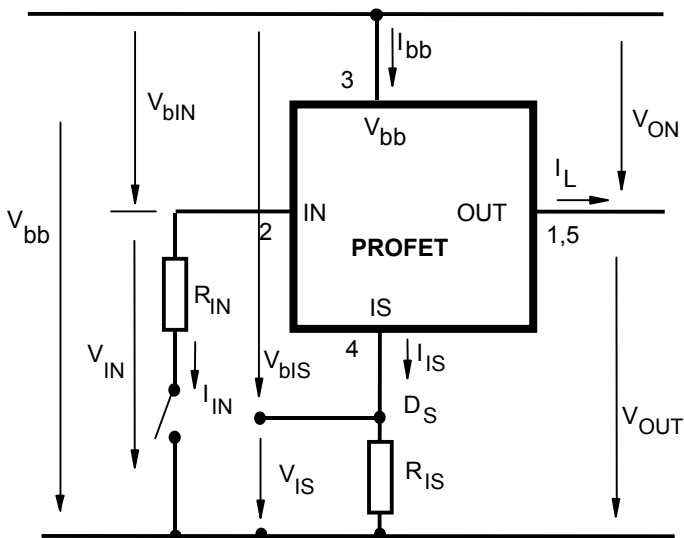 I_bb
3
V_bIN
V_bb
V_ON
I_L
V_bb
IN
OUT
2
1,5
PROFET
R_IN
IS
V_IN
4
V_bIS
I_IS
I_IN
D_S
V_OUT
V_IS
R_IS